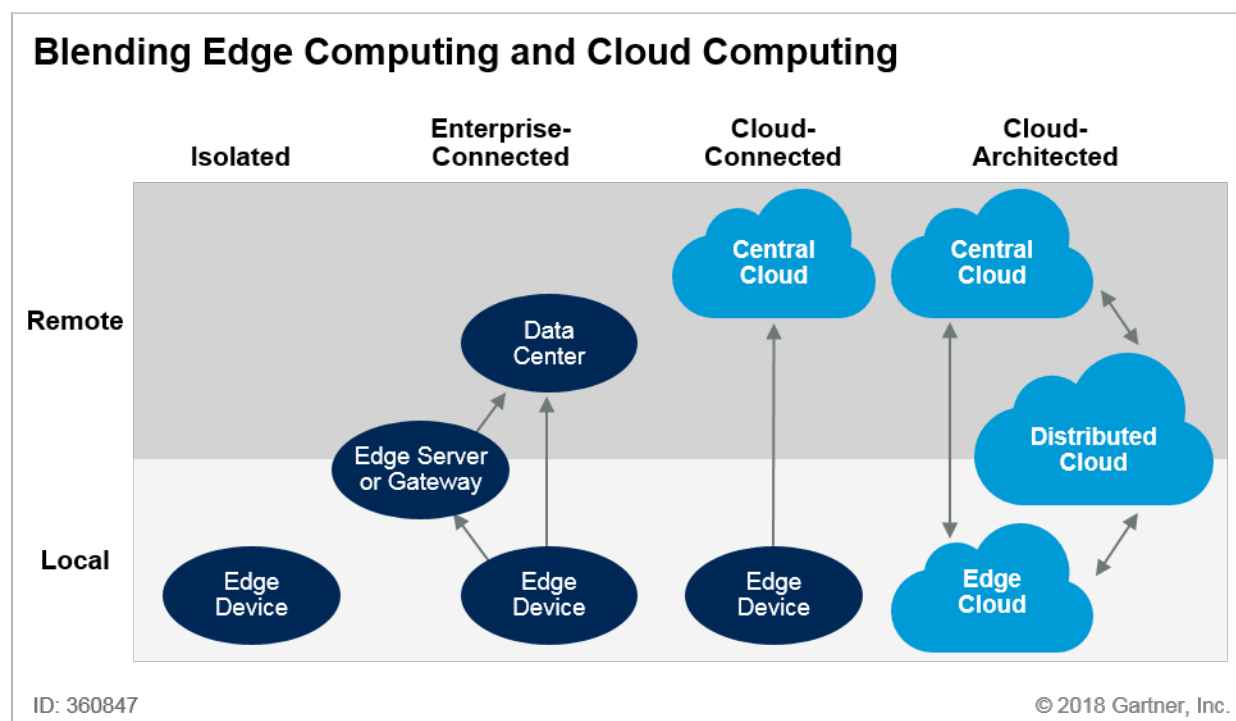 Blending Edge Computing and Cloud Computing
Isolated
Enterprise-
Connected
Cloud-
Connected
Cloud-
Architected
Remote
Local
Edge
Device
Data
Center
Edge Server
or Gateway
Edge
Device
Central
Cloud
Edge
Device
Central
Cloud
Distributed
Cloud
Edge
Cloud
ID: 360847
© 2018 Gartner, Inc.